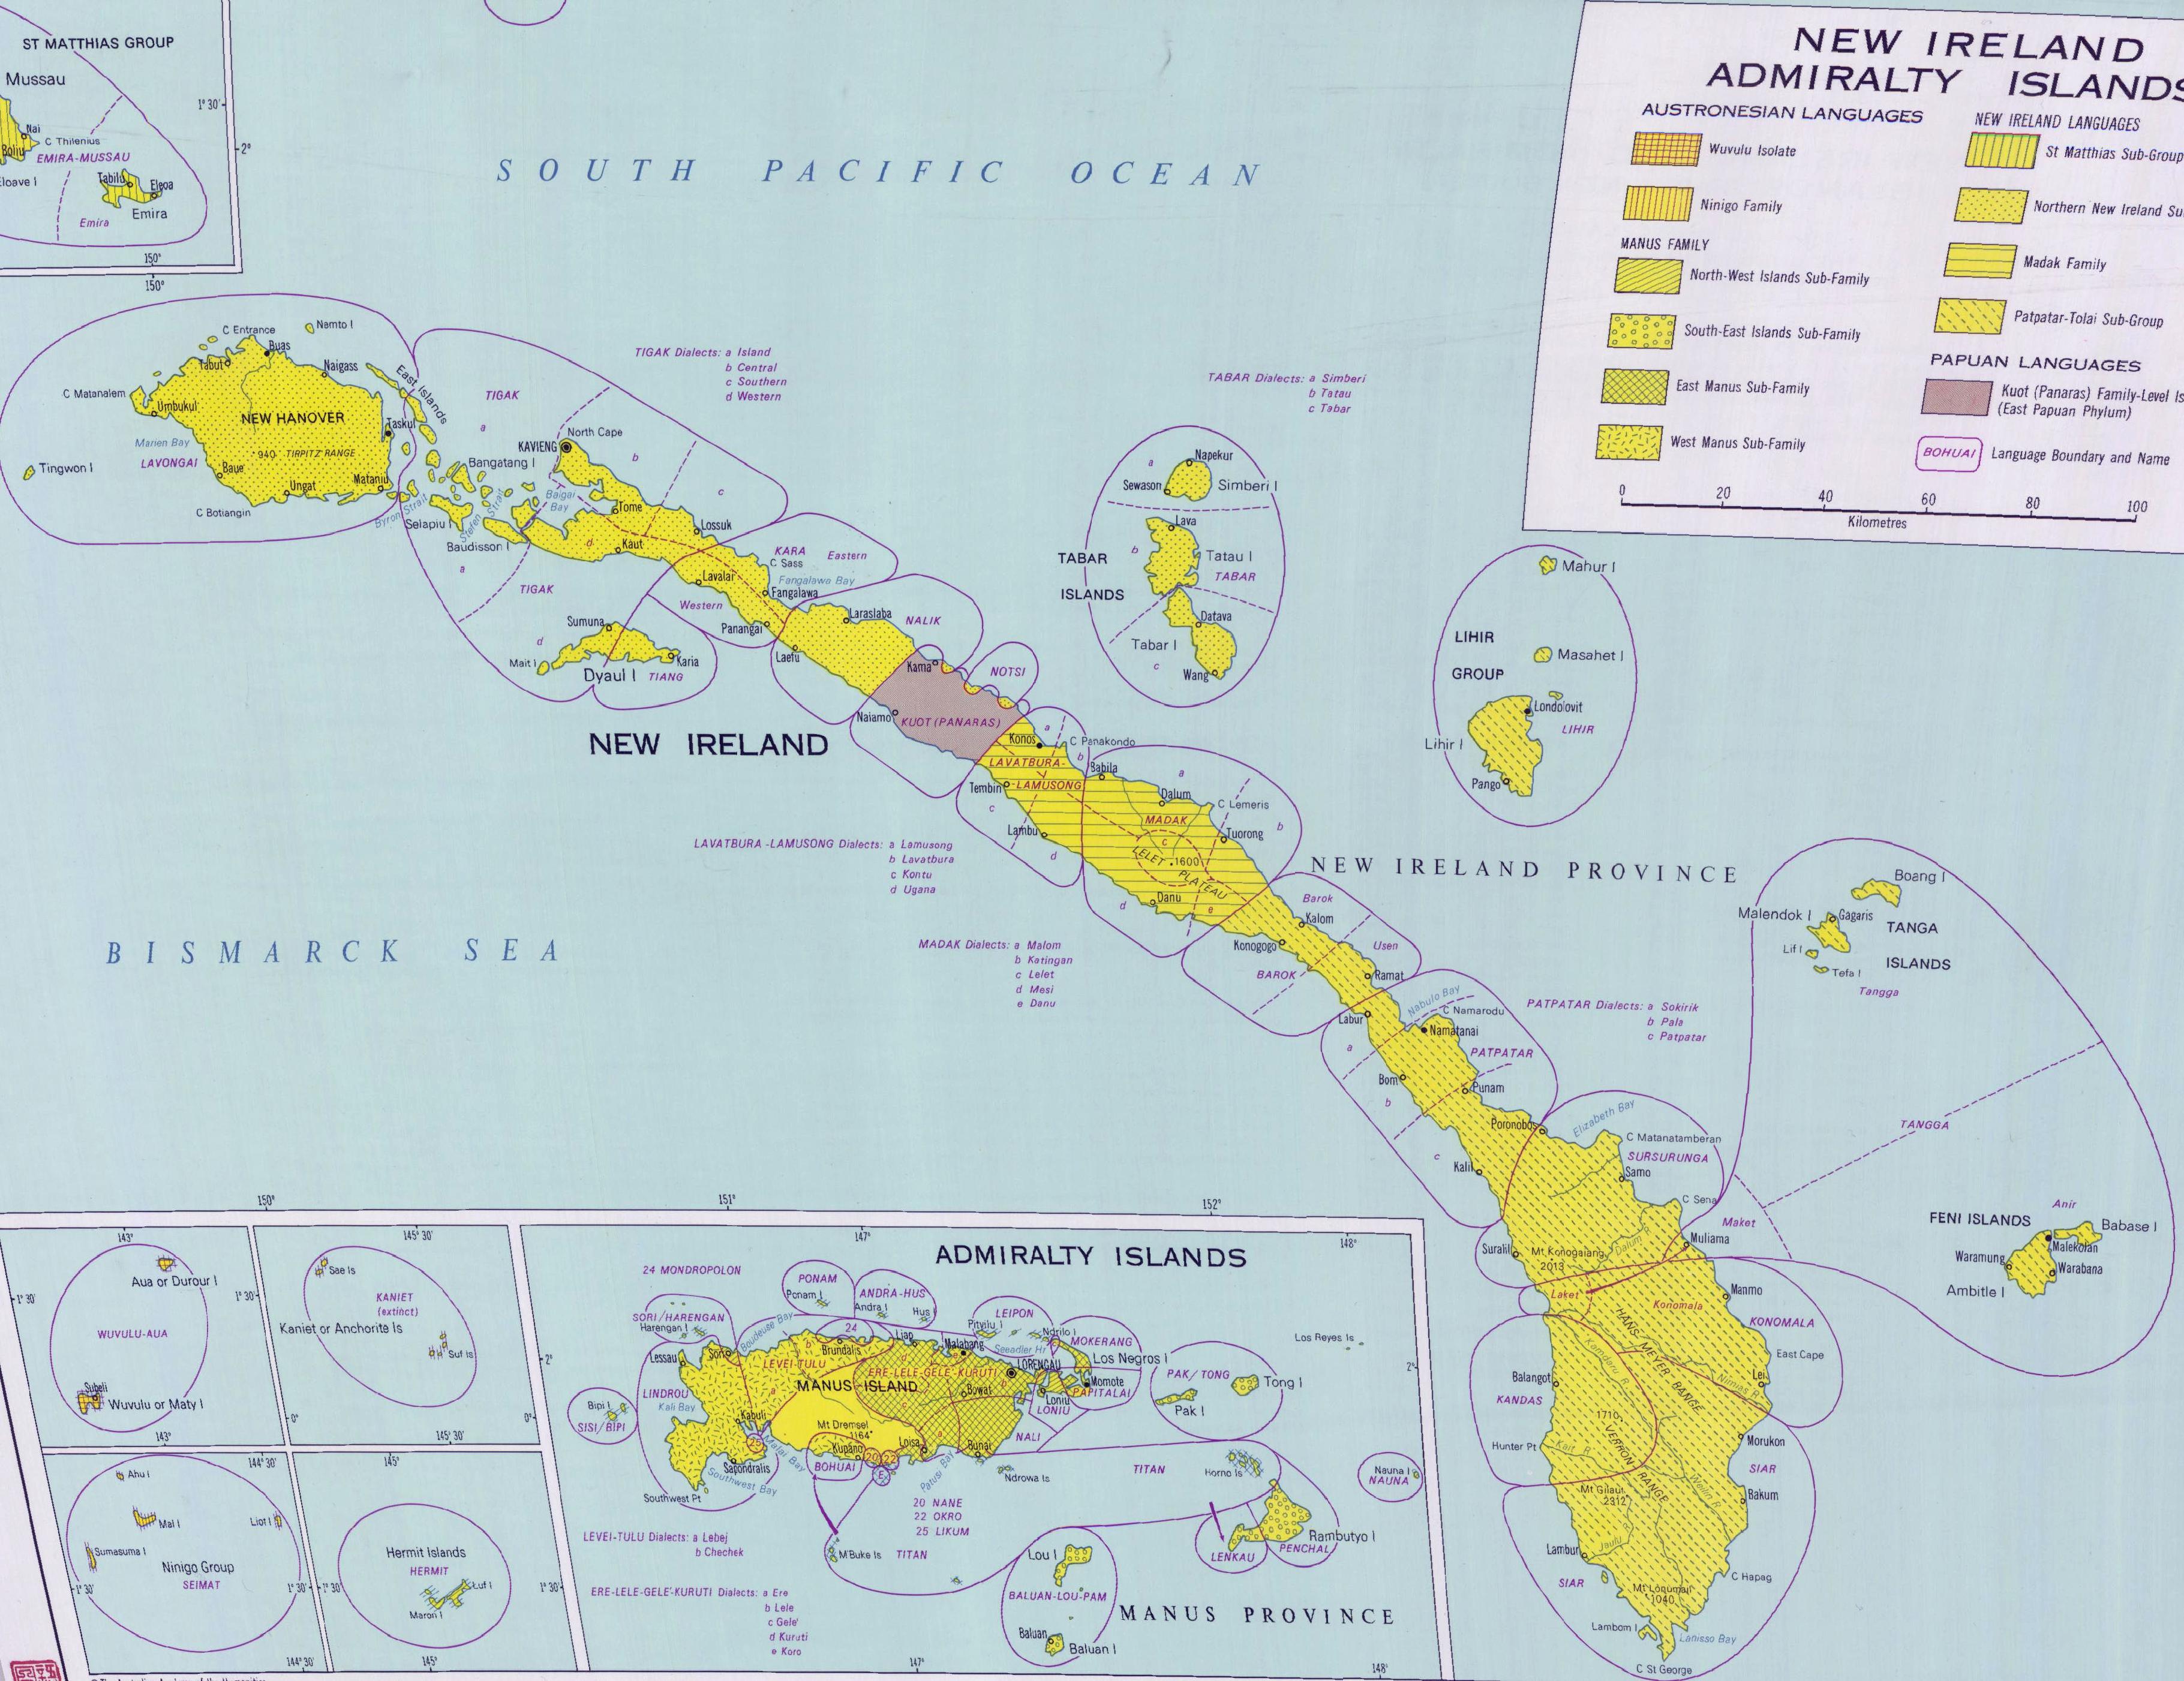 NEW IRELAND
ADMIRALTY ISLANDS
AUSTRONESIAN LANGUAGES
Wuvulu Isolate
Ninigo Family
MANUS FAMILY
North-West Islands Sub-Family
South-East Islands Sub-Family
East Manus Sub-Family
West Manus Sub-Family
NEW IRELAND LANGUAGES
St Matthias Sub-Group
Northern New Ireland Su
Madak Family
Patpatar-Tolai Sub-Group
PAPUAN LANGUAGES
Kuot (Panaras) Family-Level Is
(East Papuan Phylum)
BOHUAI
Language Boundary and Name
0 20 40 60 80 100
Kilometres
ST MATTHIAS GROUP
Mussau
Nai
C Thilenius
Boliu
EMIRA-MUSSAU
Eloave I
Tabilu
Eleoa
Emira
Emira
1° 30'
2°
150°
150°
SOUTH PACIFIC OCEAN
C Entrance
Namto I
Buas
Tabut
Naigass
East Islands
C Matanalem
Umbukul
NEW HANOVER
Taskul
Marien Bay
940
TIRPITZ RANGE
LAVONGAI
Tingwon I
Baue
Ungat
Mataniu
C Botiangin
Byron Strait
TIGAK Dialects: a Island
b Central
c Southern
d Western
TIGAK
a
b
c
KAVIENG
North Cape
Bangatang I
Baigai Bay
Selapiu I
Steffen Strait
Baudisson I
Tome
d
Kaut
Lossuk
a
TIGAK
d
KARA
Eastern
C Sass
Fangalawa Bay
Lavalai
Fangalawa
Western
Panangai
Sumuna
Mait I
Karia
Dyaul I
TIANG
Laraslaba
NALIK
Laefu
Kama
NOTSI
Naiamo
KUOT (PANARAS)
NEW IRELAND
TABAR Dialects: a Simberi
b Tatau
c Tabar
a
Napekur
Sewason
Simberi I
Lava
b
TABAR
ISLANDS
Tatau I
TABAR
Datava
Tabar I
c
Wang
Mahur I
LIHIR
GROUP
Masahet I
Londolovit
LIHIR
Lihir I
Pango
Konos
a
C Panakondo
b
LAVATBURA-
LAMUSONG
Tembin
c
Lambu
d
Babila
a
Dalum
C Lemeris
MADAK
Tuorong
b
c
LELET
1600
PLATEAU
Danu
d
e
LAVATBURA-LAMUSONG Dialects: a Lamusong
b Lavatbura
c Kontu
d Ugana
MADAK Dialects: a Malom
b Katingan
c Lelet
d Mesi
e Danu
NEW IRELAND PROVINCE
BISMARCK SEA
Barok
Kalom
Konogogo
Usen
BAROK
Ramat
Labur
Nabuto Bay
C Namarodu
Namatanai
PATPATAR Dialects: a Sokirik
b Pala
c Patpatar
a
PATPATAR
Bom
Punam
b
Poronobos
c
Kalil
Elizabeth Bay
C Matanatamberan
SURSURUNGA
Samo
C Sena
Maket
Muliama
Suralil
Mt Konogaiang
2013
Boang I
Malendok I
Gagaris
TANGA
ISLANDS
Lif I
Tefa I
Tangga
TANGGA
Anir
FENI ISLANDS
Babase I
Malekolan
Waramung
Warabana
Ambitle I
Laket
Manmo
Konomala
KONOMALA
HANS MEYER RANGE
Kamdaru R
East Cape
Lei
Nimias R
Balangot
KANDAS
1710
VERRON RANGE
Hunter Pt
Kait R
Morukon
SIAR
Weitin R
Mt Gilaut
2312
Bakum
Lambur
Jaulu R
SIAR
C Hapag
Mt Lonuman
1040
Lambom I
Lanisso Bay
C St George
150°
151°
152°
143°
Aua or Durour I
1° 30'
WUVULU-AUA
Subeli
Wuvulu or Maty I
143°
145° 30'
Sae Is
1° 30'
KANIET
(extinct)
Kaniet or Anchorite Is
Suf Is
145° 30'
144° 30'
Ahu I
Mal I
Liot I
Sumasuma I
Ninigo Group
SEIMAT
1° 30'
1° 30'
144° 30'
145°
Hermit Islands
HERMIT
Luf I
Maron I
1° 30'
1° 30'
145°
ADMIRALTY ISLANDS
147°
148°
24 MONDROPOLON
PONAM
Ponam I
ANDRA-HUS
Andra I
Hus I
SORI/HARENGAN
Harengan I
Boudeuse Bay
24
LEIPON
Pityilu I
Ndrilo I
MOKERANG
Los Reyes Is
2°
2°
Lessau
Sori
Brundalis
Liap
Malabang
Seeadler Hr
Los Negros I
LEVEI-TULU
ERE-LELE-GELE'-KURUTI
LORENGAU
MANUS ISLAND
Bowat
Momote
PAPITALAI
Loniu
LONIU
PAK/TONG
Tong I
Pak I
LINDROU
Kali Bay
Bipi I
SISI/BIPI
Kabuli
25
Malai Bay
Mt Dremsel
1164
Kupano
BOHUAI
20
22
Loisa
Bunai
NALI
Patusi Bay
Ndrowa Is
Sapondralis
Southwest Bay
Southwest Pt
TITAN
Horno Is
Nauna I
NAUNA
20 NANE
22 OKRO
25 LIKUM
LEVEI-TULU Dialects: a Lebej
b Chechek
M'Buke Is
TITAN
Lou I
Rambutyo I
LENKAU
PENCHAL
ERE-LELE-GELE'-KURUTI Dialects: a Ere
b Lele
c Gele'
d Kuruti
e Koro
BALUAN-LOU-PAM
MANUS PROVINCE
Baluan
Baluan I
147°
148°